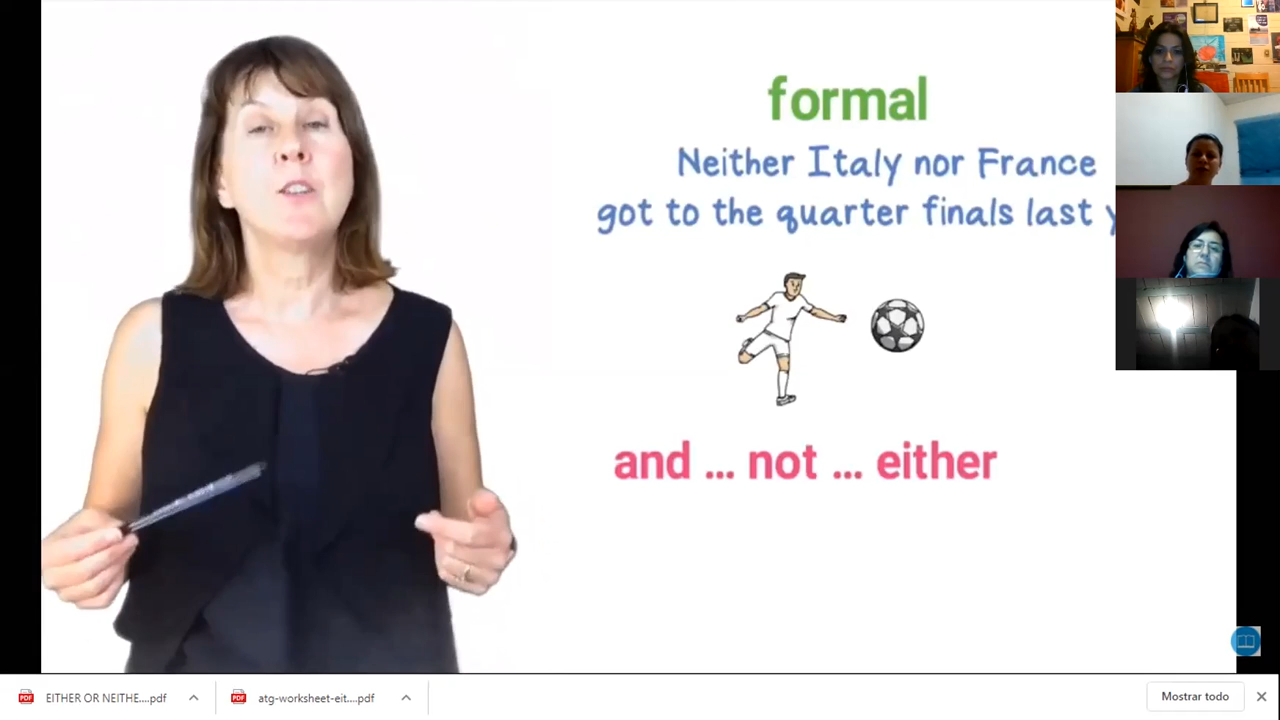 formal
Neither Italy nor France
got to the quarter finals last
and ... not ... either
EITHER OR NEITHE....pdf
atg-worksheet-eit....pdf
Mostrar todo